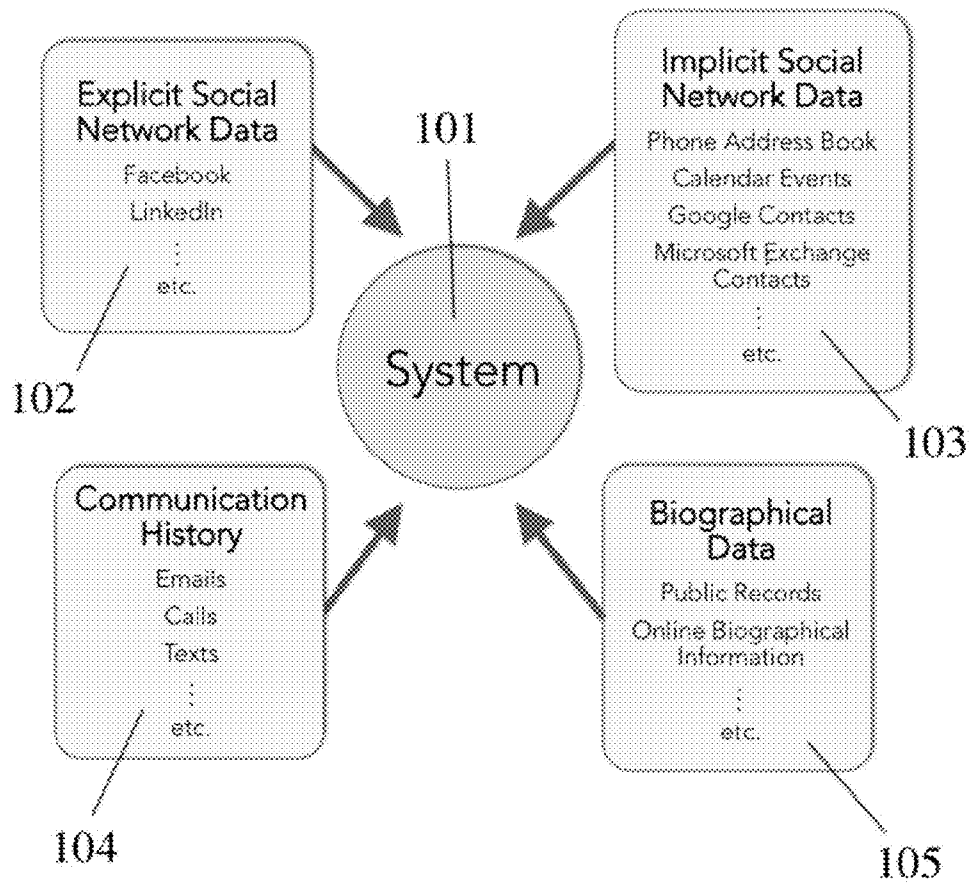 Explicit Social
Network Data
Facebook
LinkedIn
⋮
etc.
102
101
System
Implicit Social
Network Data
Phone Address Book
Calendar Events
Google Contacts
Microsoft Exchange
Contacts
⋮
etc.
103
Communication
History
Emails
Calls
Texts
⋮
etc.
104
Biographical
Data
Public Records
Online Biographical
Information
⋮
etc.
105